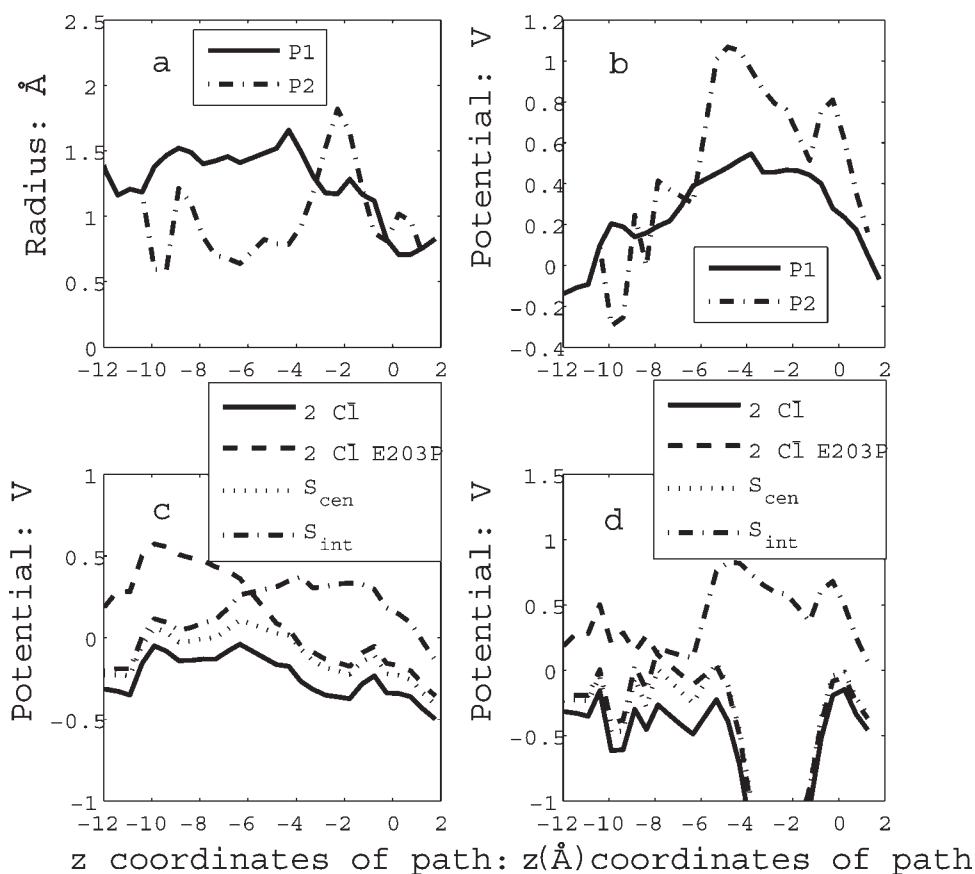 a
Radius: Å
2.5
2
1.5
1
0.5
0
-12 -10 -8 -6 -4 -2 0 2
P1
P2
b
Potential: V
1.2
1
0.8
0.6
0.4
0.2
0
-0.2
-0.4
-12 -10 -8 -6 -4 -2 0 2
P1
P2
c
Potential: V
1
0.5
0
-0.5
-1
-12 -10 -8 -6 -4 -2 0 2
2 Cl̄
2 Cl̄ E203P
S_cen
S_int
d
Potential: V
1.5
1
0.5
0
-0.5
-1
-12 -10 -8 -6 -4 -2 0 2
2 Cl̄
2 Cl̄ E203P
S_cen
S_int
z coordinates of path: z(Å)coordinates of path